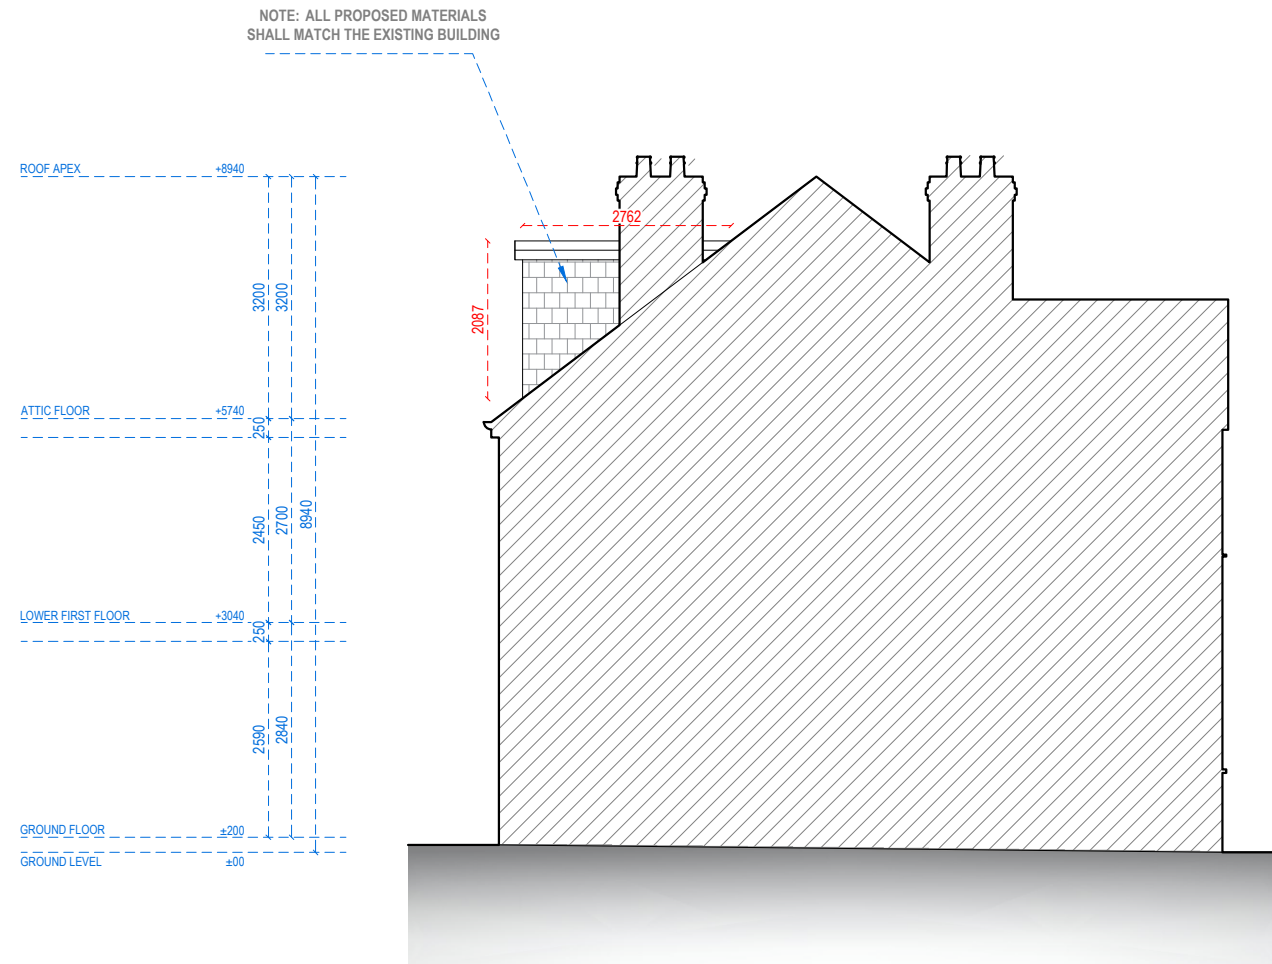 NOTE: ALL PROPOSED MATERIALS
SHALL MATCH THE EXISTING BUILDING
ROOF APEX +8940
2762
3200
3200
2087
ATTIC FLOOR +5740
250
2450
2700
8940
LOWER FIRST FLOOR +3040
250
2590
2840
GROUND FLOOR ±200
GROUND LEVEL ±00